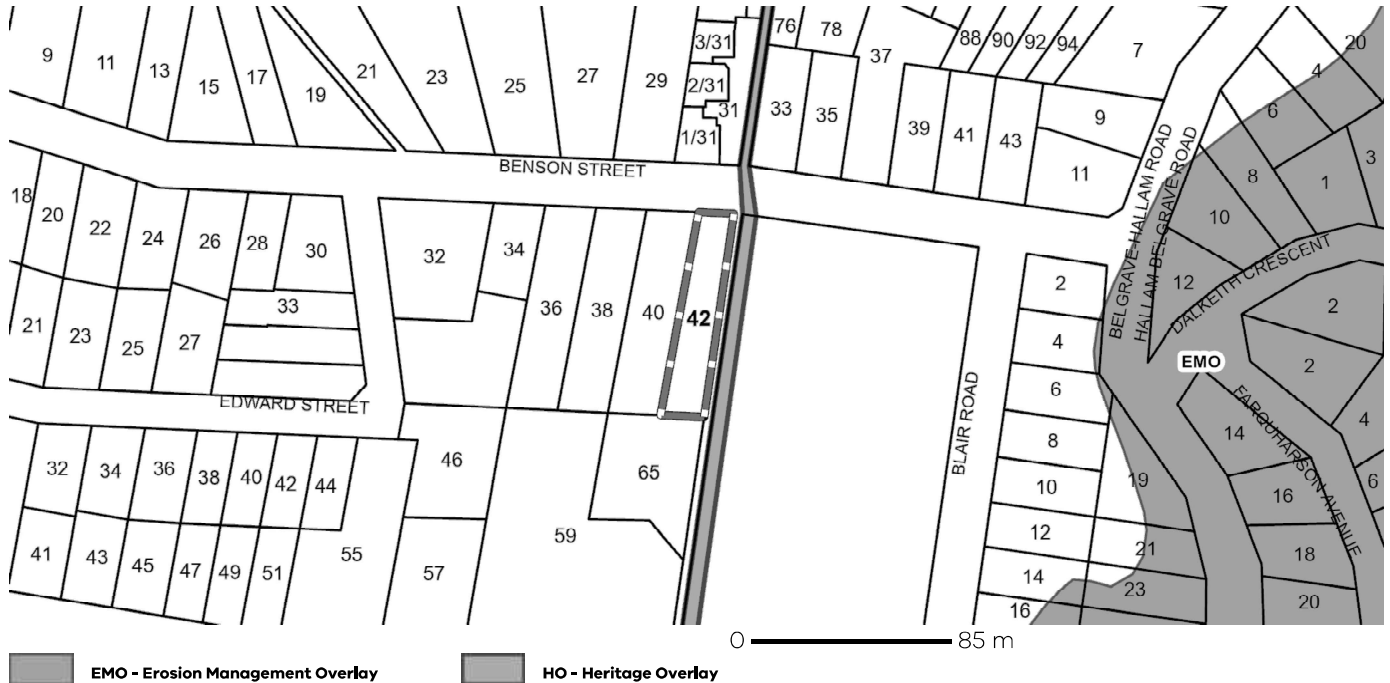 9 11 13 15 17 19 21 23 25 27 29 3/31 2/31 31 1/31 76 78 37 88 90 92 94 7 20
33 35 39 41 43 9 11 4 6 3
BENSON STREET
18 20 22 24 26 28 30 32 34 36 38 40 42
8 1 10 12
BELGRAVE-HALLAM ROAD
HALLAM BELGRAVE ROAD
DALKEITH CRESCENT
21 23 25 27 33
2 4 6 8 10 12 14 16
2 2 4 6
EMO
EDWARD STREET
BLAIR ROAD
FARQUHARSON AVENUE
32 34 36 38 40 42 44 46 65
14 16 18 20
19 21 23
41 43 45 47 49 51 55 57 59
0 85 m
EMO - Erosion Management Overlay
HO - Heritage Overlay